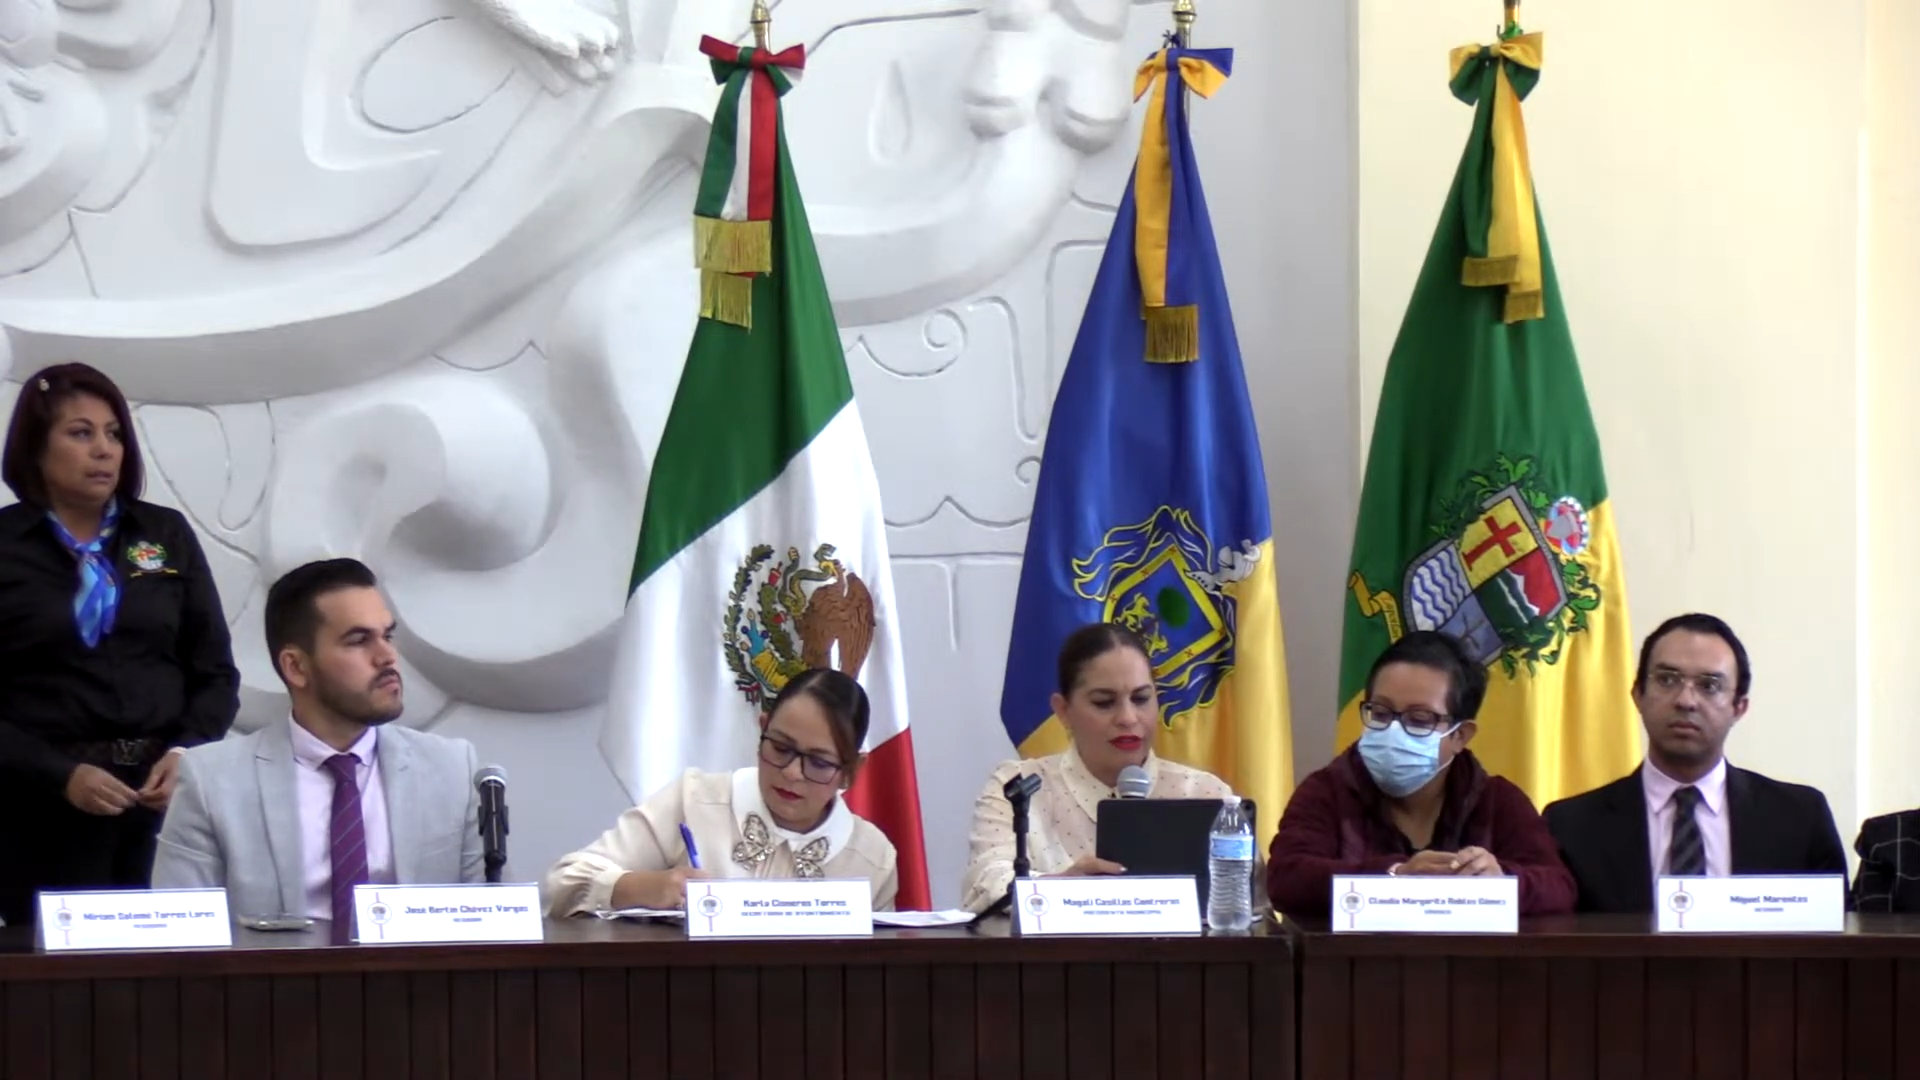 Miriam Salomé Torres Lares
REGIDORA
José Bertín Chávez Vargas
REGIDOR
Karla Cisneros Torres
SECRETARIA DE AYUNTAMIENTO
Magali Casillas Contreras
PRESIDENTA MUNICIPAL
Claudia Margarita Robles Gómez
SÍNDICO
Miguel Marentes
REGIDOR